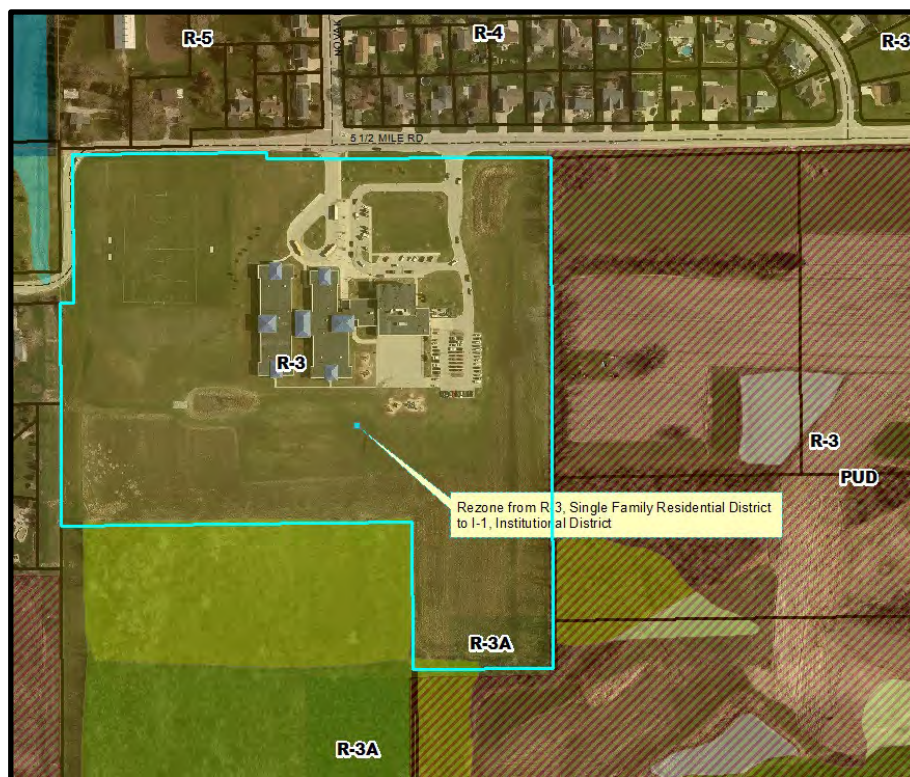 R-5
R-4
R-3
NOVAK
5 1/2 MILE RD
R-3
R-3
PUD
Rezone from R-3, Single Family Residential District
to I-1, Institutional District
R-3A
R-3A